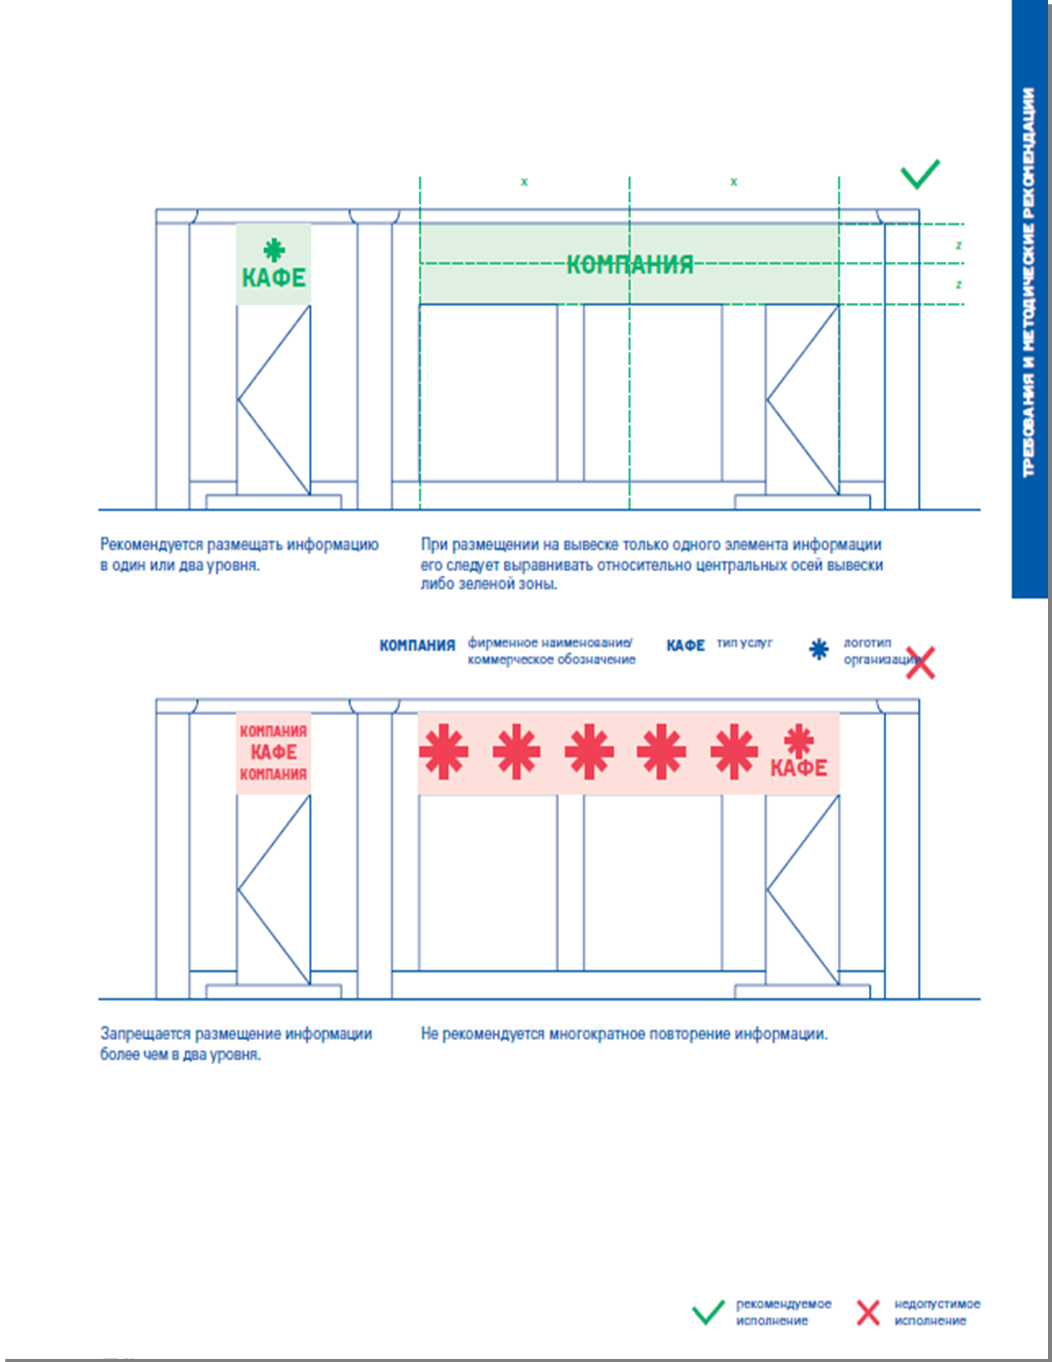 ТРЕБОВАНИЯ И МЕТОДИЧЕСКИЕ РЕКОМЕНДАЦИИ
x
x
КАФЕ
КОМПАНИЯ
z
z
Рекомендуется размещать информацию
в один или два уровня.
При размещении на вывеске только одного элемента информации
его следует выравнивать относительно центральных осей вывески
либо зеленой зоны.
КОМПАНИЯ
фирменное наименование/
коммерческое обозначение
КАФЕ
тип услуг
логотип
организации
КОМПАНИЯ
КАФЕ
КОМПАНИЯ
КАФЕ
Запрещается размещение информации
более чем в два уровня.
Не рекомендуется многократное повторение информации.
рекомендуемое
исполнение
недопустимое
исполнение